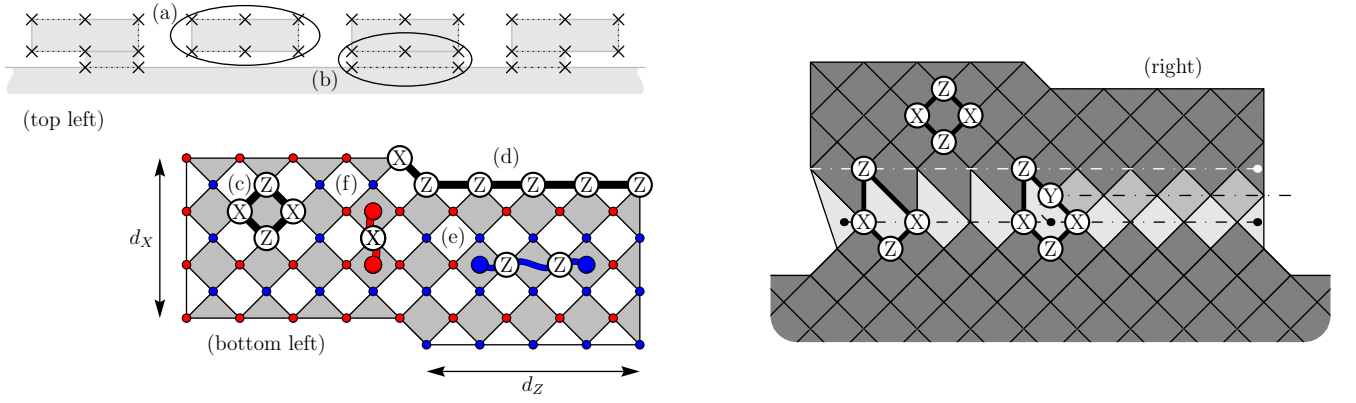 (a)
(b)
(top left)
(d)
X
(c) Z (f)
Z Z Z Z Z
X X
d_X
X (e)
Z
Z Z
(bottom left)
d_Z
(right)
Z
X X
Z
Z Z
Y
X X X X
Z Z